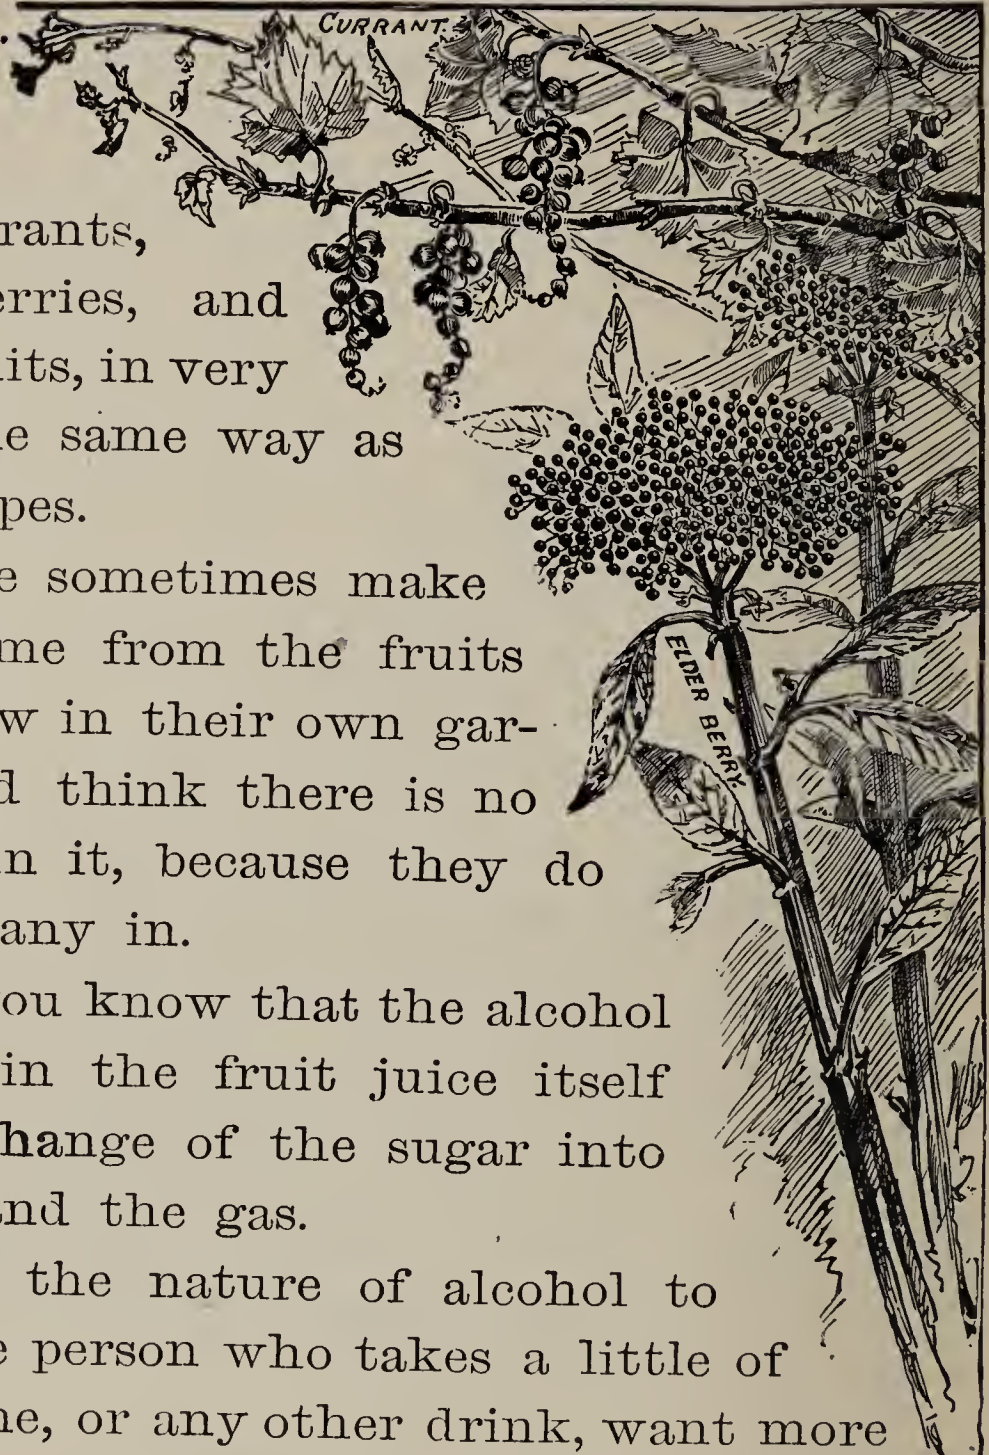 CURRANT.
rants,
erries, and
its, in very
e same way as
pes.
e sometimes make
me from the fruits
w in their own gar-
d think there is no
n it, because they do
any in.
ou know that the alcohol
in the fruit juice itself
hange of the sugar into
nd the gas.
the nature of alcohol to
e person who takes a little of
ne, or any other drink, want more
ELDER BERRY.